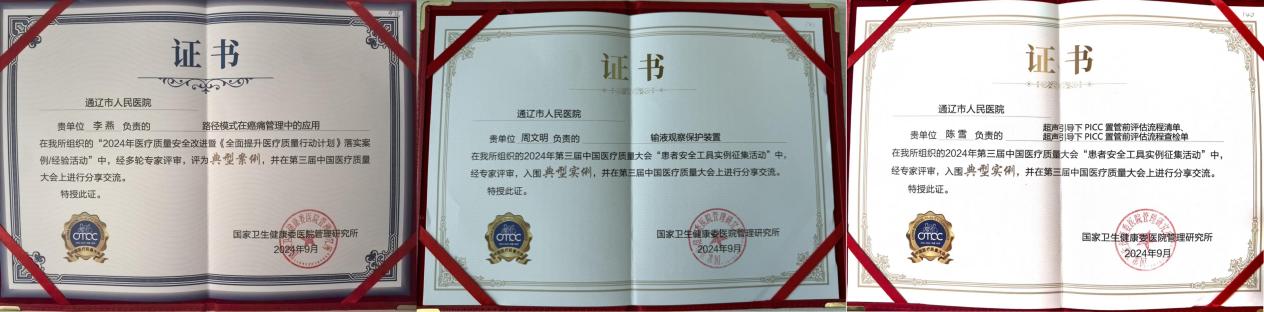 证书
通辽市人民医院
贵单位 李燕 负责的 路径模式在癌痛管理中的应用
在我所组织的“2024年医疗质量安全改进暨《全面提升医疗质量行动计划》落实案
例/经验活动”中，经多轮专家评审，评为典型案例，并在第三届中国医疗质量
大会上进行分享交流。
特授此证。
CTCC
国家卫生健康委医院管理研究所
2024年9月
证书
通辽市人民医院
贵单位 周文明 负责的 输液观察保护装置
在我所组织的2024年第三届中国医疗质量大会“患者安全工具实例征集活动”中，
经专家评审，入围典型实例，并在第三届中国医疗质量大会上进行分享交流。
特授此证。
CTCC
国家卫生健康委医院管理研究所
2024年9月
证书
通辽市人民医院
贵单位 陈雪 负责的 超声引导下 PICC 置管前评估流程清单、
超声引导下 PICC 置管前评估流程查检单
在我所组织的2024年第三届中国医疗质量大会“患者安全工具实例征集活动”中，
经专家评审，入围典型实例，并在第三届中国医疗质量大会上进行分享交流。
特授此证。
CTCC
国家卫生健康委医院管理研究所
2024年9月